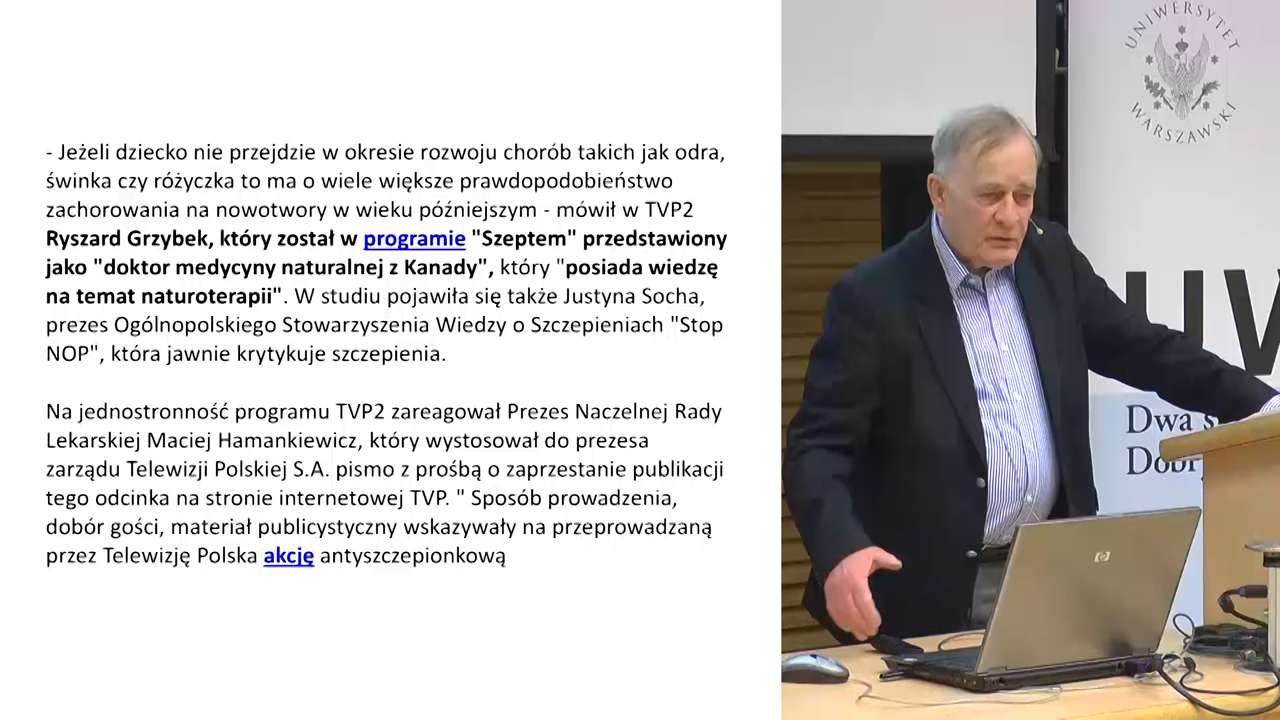 - Jeżeli dziecko nie przejdzie w okresie rozwoju chorób takich jak odra,
świnka czy różyczka to ma o wiele większe prawdopodobieństwo
zachorowania na nowotwory w wieku późniejszym - mówił w TVP2
Ryszard Grzybek, który został w programie "Szeptem" przedstawiony
jako "doktor medycyny naturalnej z Kanady", który "posiada wiedzę
na temat naturoterapii". W studiu pojawiła się także Justyna Socha,
prezes Ogólnopolskiego Stowarzyszenia Wiedzy o Szczepieniach "Stop
NOP", która jawnie krytykuje szczepienia.
Na jednostronność programu TVP2 zareagował Prezes Naczelnej Rady
Lekarskiej Maciej Hamankiewicz, który wystosował do prezesa
zarządu Telewizji Polskiej S.A. pismo z prośbą o zaprzestanie publikacji
tego odcinka na stronie internetowej TVP. " Sposób prowadzenia,
dobór gości, materiał publicystyczny wskazywały na przeprowadzaną
przez Telewizję Polska akcję antyszczepionkową
UNIWERSYTET
WARSZAWSKI
UW
Dwa
hp